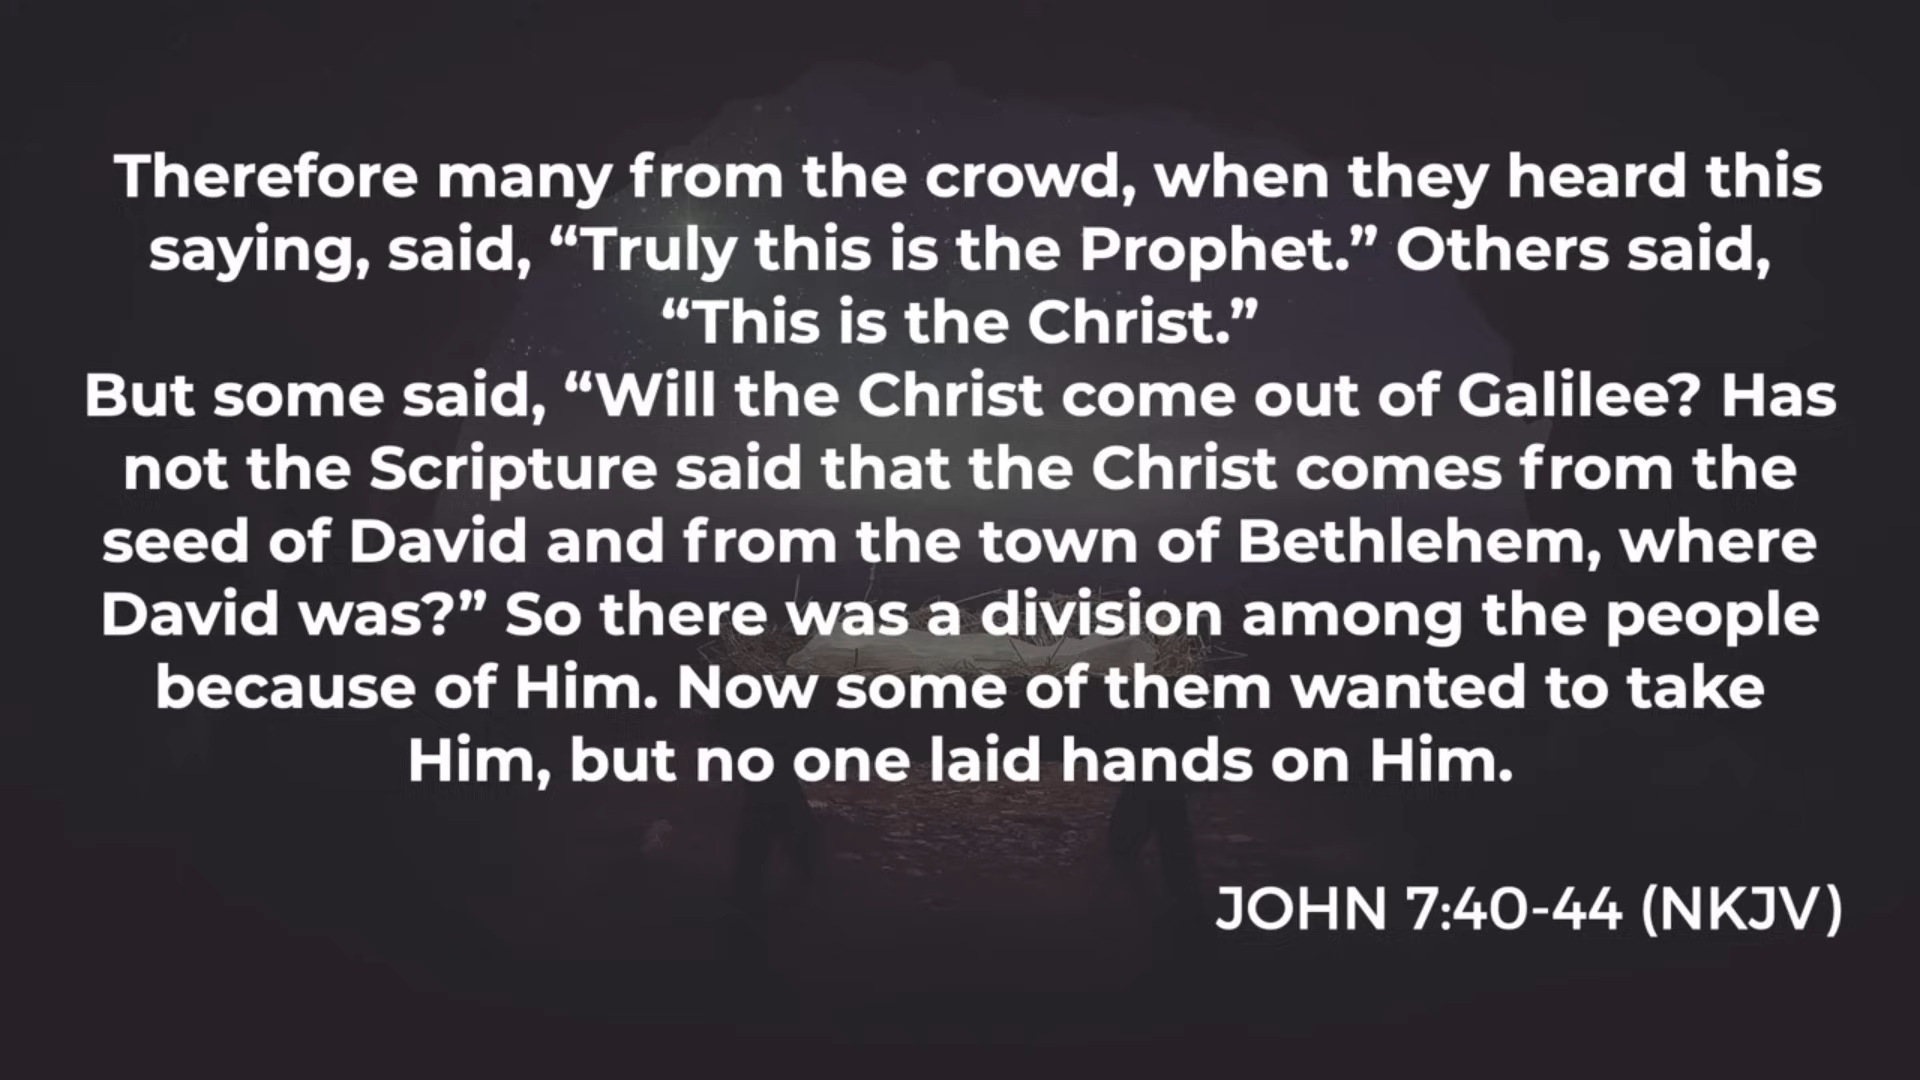 Therefore many from the crowd, when they heard this
saying, said, “Truly this is the Prophet.” Others said,
“This is the Christ.”
But some said, “Will the Christ come out of Galilee? Has
not the Scripture said that the Christ comes from the
seed of David and from the town of Bethlehem, where
David was?” So there was a division among the people
because of Him. Now some of them wanted to take
Him, but no one laid hands on Him.
JOHN 7:40-44 (NKJV)